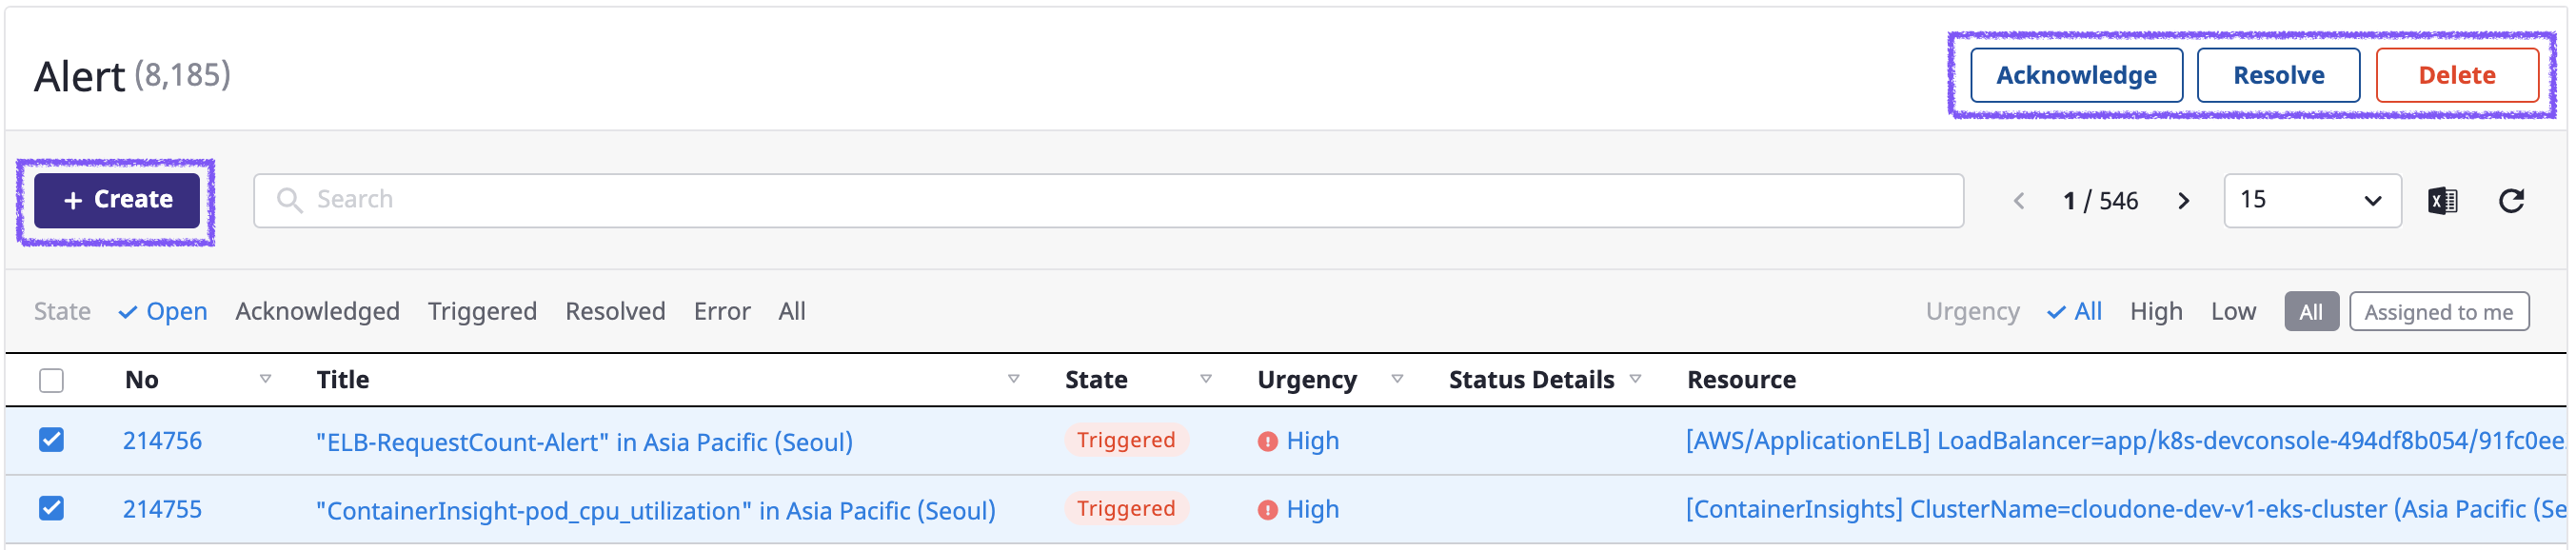 Alert (8,185)
Acknowledge Resolve Delete
+ Create Search 1 / 546 15
State Open Acknowledged Triggered Resolved Error All Urgency All High Low All Assigned to me
No Title State Urgency Status Details Resource
214756 "ELB-RequestCount-Alert" in Asia Pacific (Seoul) Triggered High [AWS/ApplicationELB] LoadBalancer=app/k8s-devconsole-494df8b054/91fc0ee
214755 "ContainerInsight-pod_cpu_utilization" in Asia Pacific (Seoul) Triggered High [ContainerInsights] ClusterName=cloudone-dev-v1-eks-cluster (Asia Pacific (Se